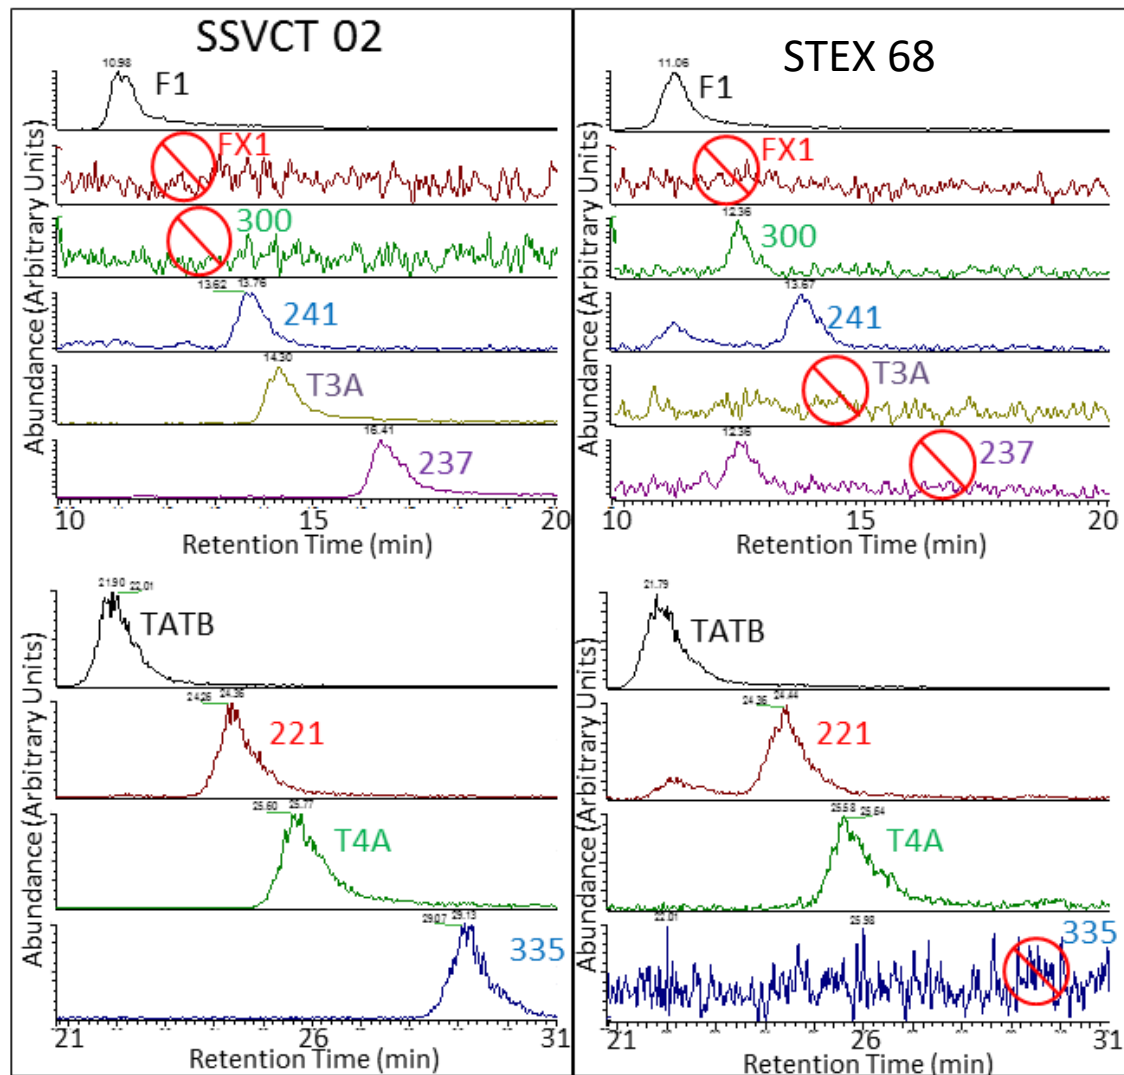 SSVCT 02
10.98
F1
FX1
300
13.62 13.76
241
14.30
T3A
16.41
237
Abundance (Arbitrary Units)
10 15 20
Retention Time (min)
21.90 22.01
TATB
24.26 24.36
221
25.60 25.77
T4A
29.07 29.13
335
Abundance (Arbitrary Units)
21 26 31
Retention Time (min)
STEX 68
11.06
F1
FX1
12.36
300
13.67
241
T3A
12.36
237
Abundance (Arbitrary Units)
10 15 20
Retention Time (min)
21.79
TATB
24.36 24.44
221
25.58 25.64
T4A
22.01 25.98
335
Abundance (Arbitrary Units)
21 26 31
Retention Time (min)